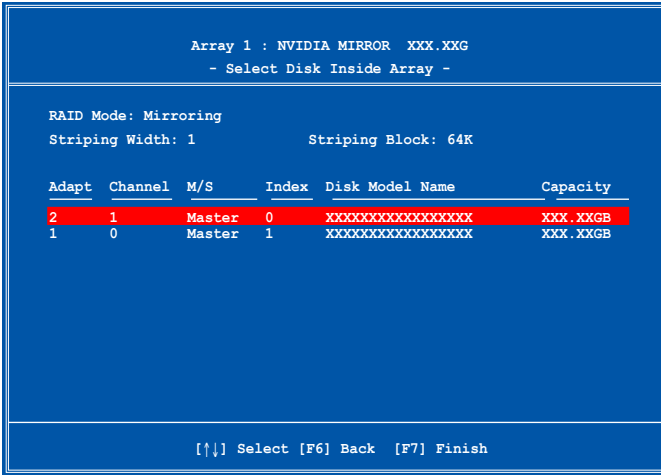 Array 1 : NVIDIA MIRROR XXX.XXG
- Select Disk Inside Array -
RAID Mode: Mirroring
Striping Width: 1 Striping Block: 64K
Adapt Channel M/S Index Disk Model Name Capacity
2 1 Master 0 XXXXXXXXXXXXXXXXX XXX.XXGB
1 0 Master 1 XXXXXXXXXXXXXXXXX XXX.XXGB
[↑↓] Select [F6] Back [F7] Finish